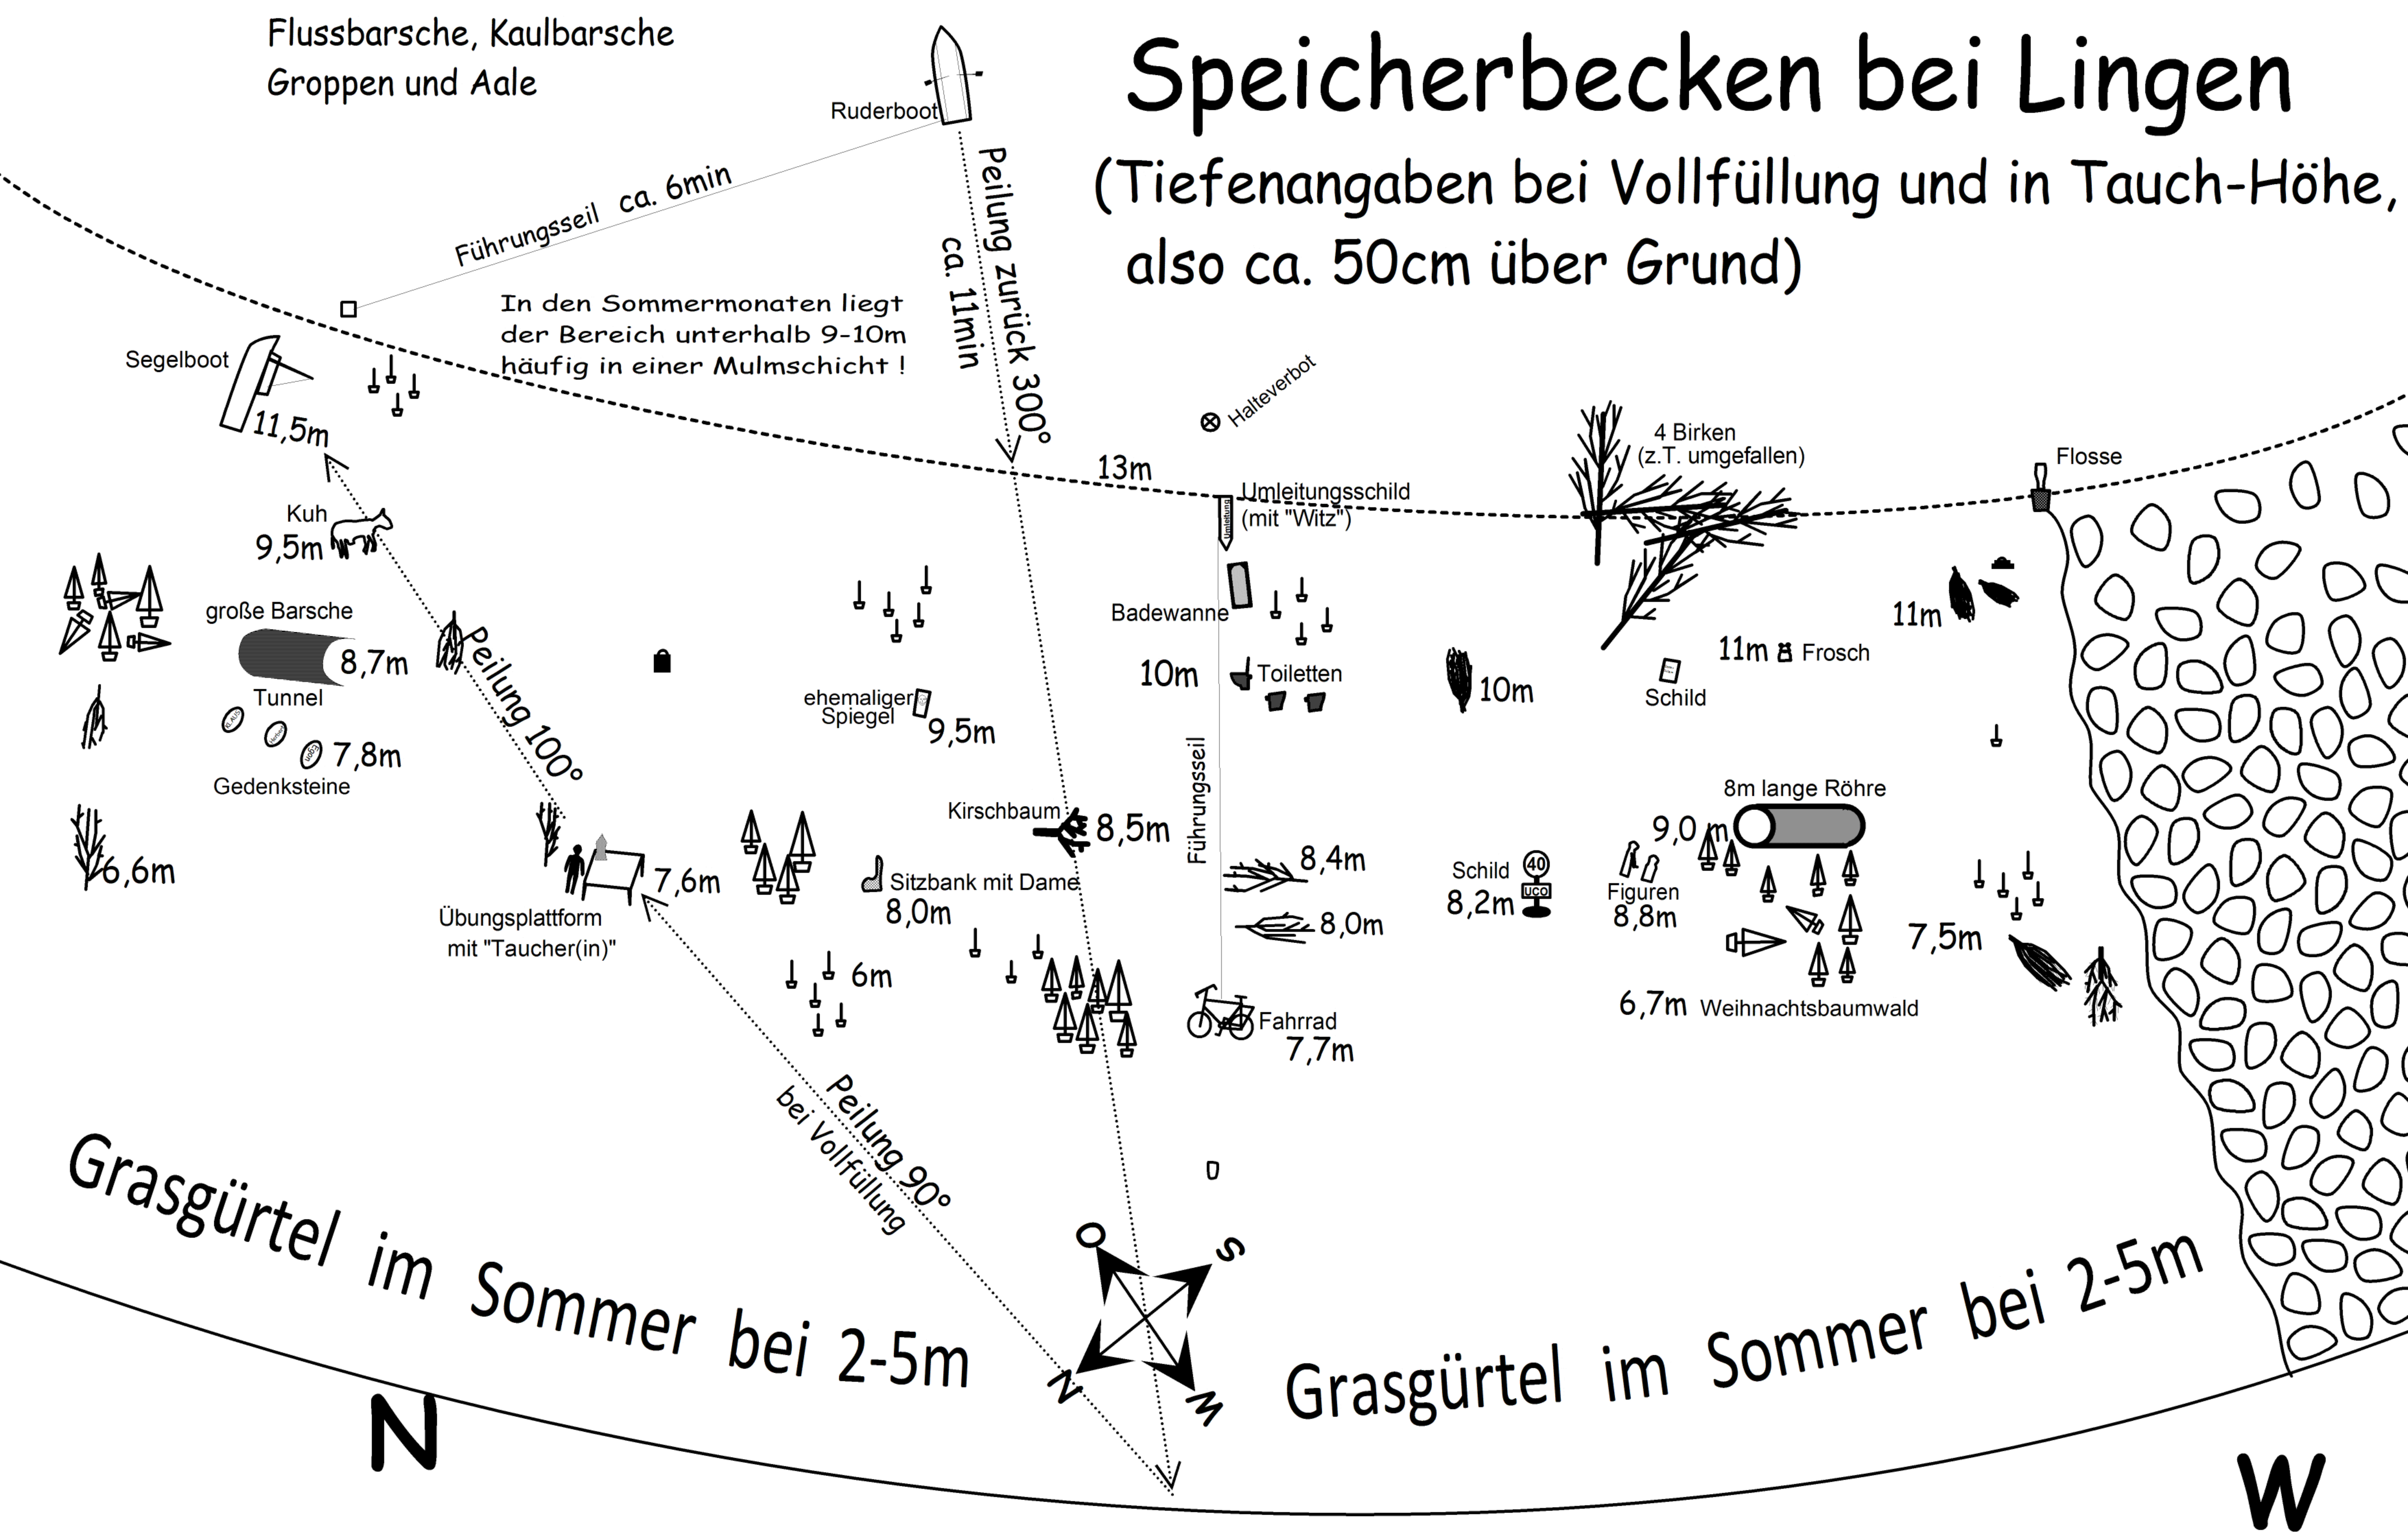 Flussbarsche, Kaulbarsche
Groppen und Aale
Speicherbecken bei Lingen
(Tiefenangaben bei Vollfüllung und in Tauch-Höhe,
also ca. 50cm über Grund)
Ruderboot
Führungsseil ca. 6min
Peilung zurück 300°
ca. 11min
In den Sommermonaten liegt
der Bereich unterhalb 9-10m
häufig in einer Mulmschicht !
Segelboot
11,5m
Halteverbot
13m
4 Birken
(z.T. umgefallen)
Flosse
Umleitungsschild
(mit "Witz")
Umleitung
Kuh
9,5m
große Barsche
8,7m
Tunnel
KLAUS
Egon
7,8m
Gedenksteine
Peilung 100°
Badewanne
10m
Toiletten
10m
11m
11m
Frosch
Schild
ehemaliger
Spiegel
9,5m
Führungsseil
Kirschbaum
8,5m
8m lange Röhre
9,0 m
6,6m
7,6m
Übungsplattform
mit "Taucher(in)"
Sitzbank mit Dame
8,0m
8,4m
8,0m
Schild
8,2m
40
UCO
Figuren
8,8m
7,5m
6m
6,7m
Weihnachtsbaumwald
Fahrrad
7,7m
Peilung 90°
bei Vollfüllung
O
S
N
W
Grasgürtel im Sommer bei 2-5m
Grasgürtel im Sommer bei 2-5m
N
W